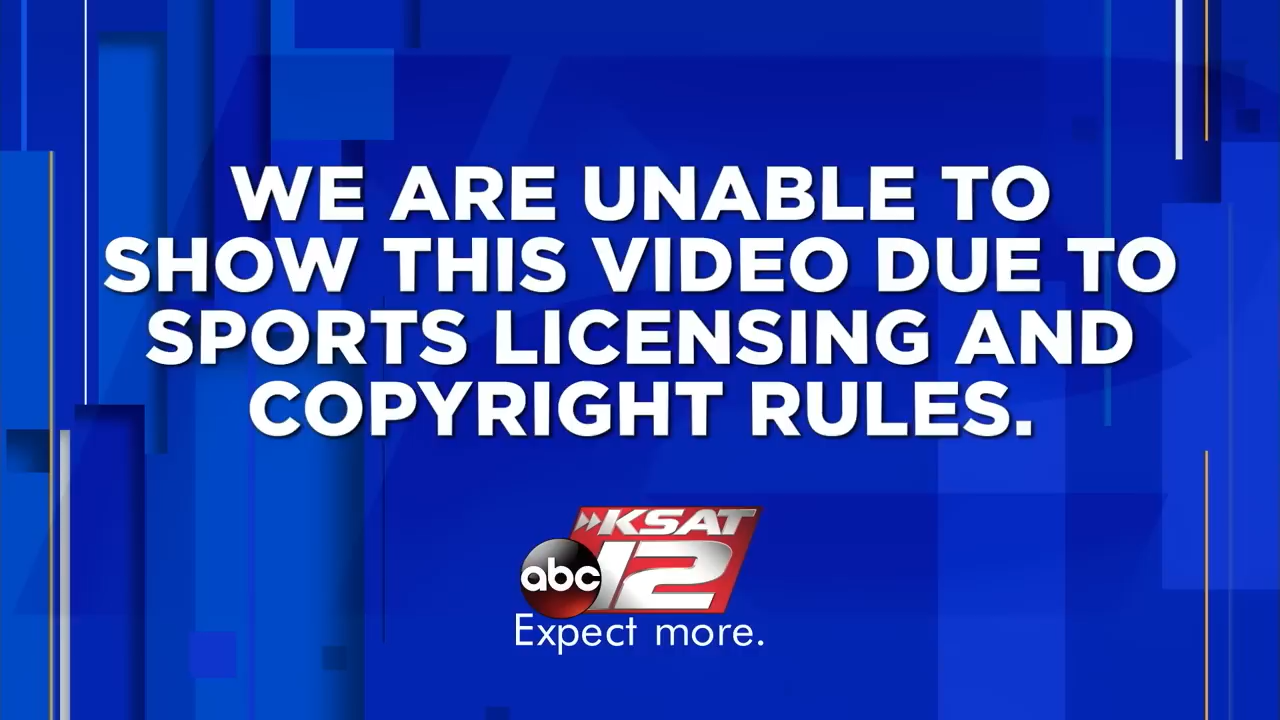 WE ARE UNABLE TO
SHOW THIS VIDEO DUE TO
SPORTS LICENSING AND
COPYRIGHT RULES.
KSAT
abc 12
Expect more.